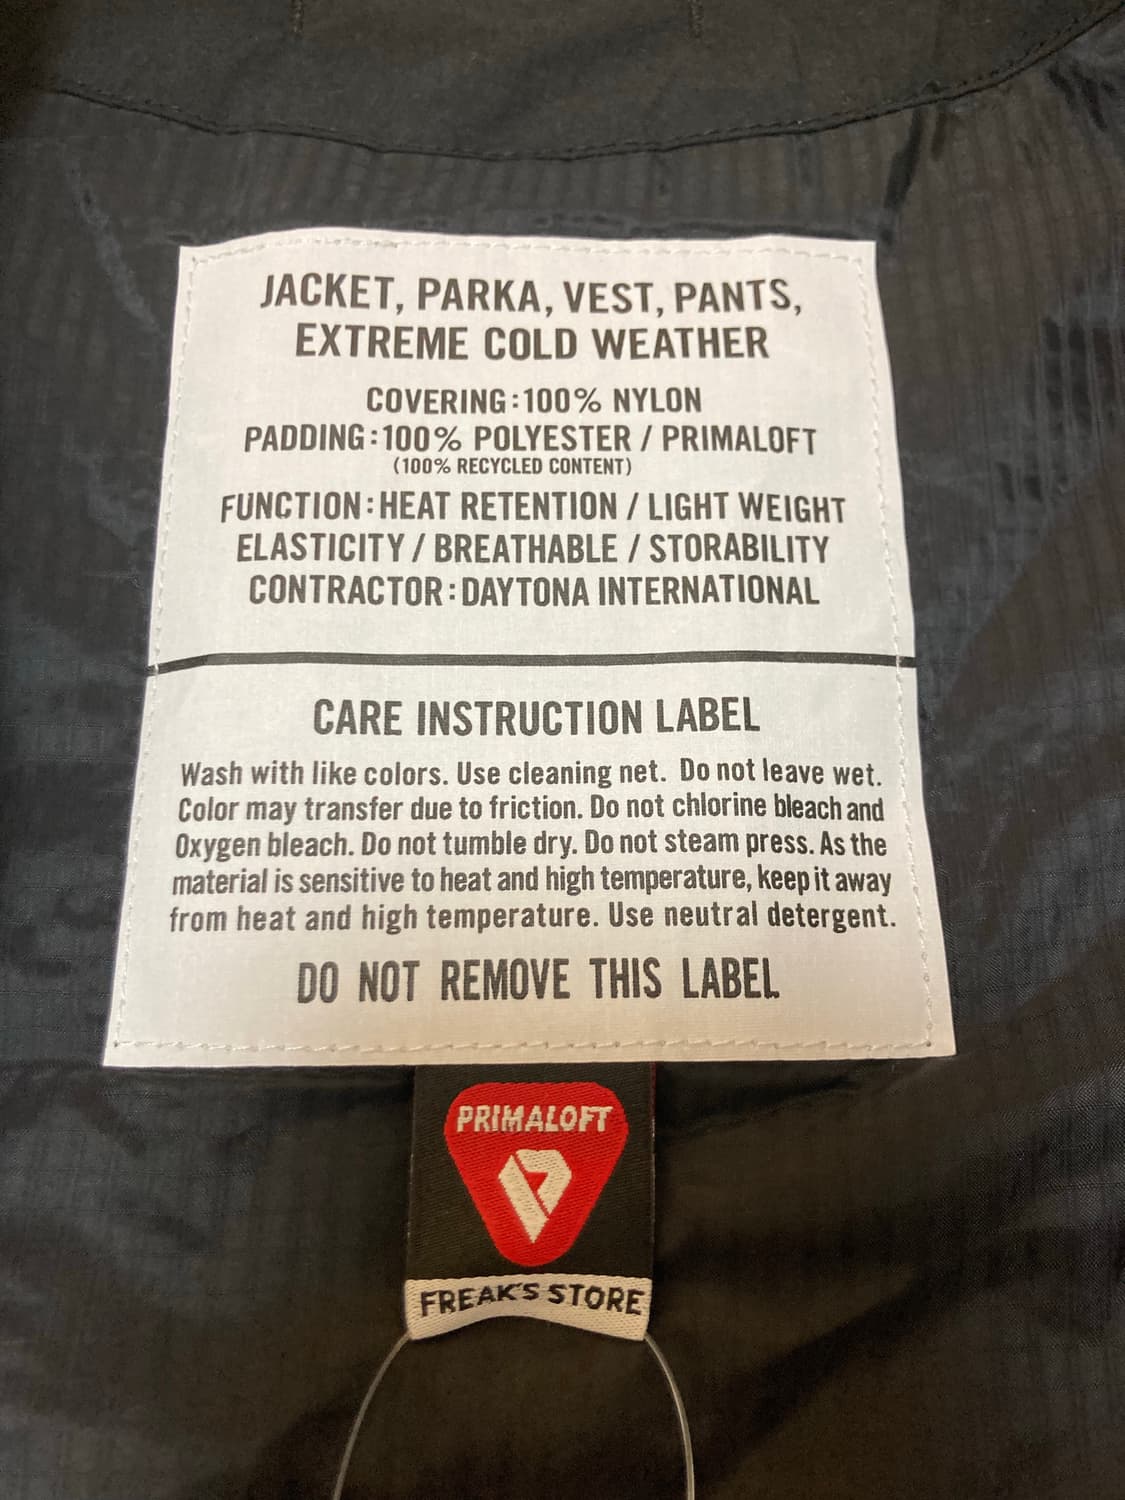 JACKET, PARKA, VEST, PANTS,
EXTREME COLD WEATHER
COVERING:100% NYLON
PADDING:100% POLYESTER / PRIMALOFT
(100% RECYCLED CONTENT)
FUNCTION:HEAT RETENTION / LIGHT WEIGHT
ELASTICITY / BREATHABLE / STORABILITY
CONTRACTOR:DAYTONA INTERNATIONAL
CARE INSTRUCTION LABEL
Wash with like colors. Use cleaning net. Do not leave wet.
Color may transfer due to friction. Do not chlorine bleach and
Oxygen bleach. Do not tumble dry. Do not steam press. As the
material is sensitive to heat and high temperature, keep it away
from heat and high temperature. Use neutral detergent.
DO NOT REMOVE THIS LABEL
PRIMALOFT
FREAK'S STORE